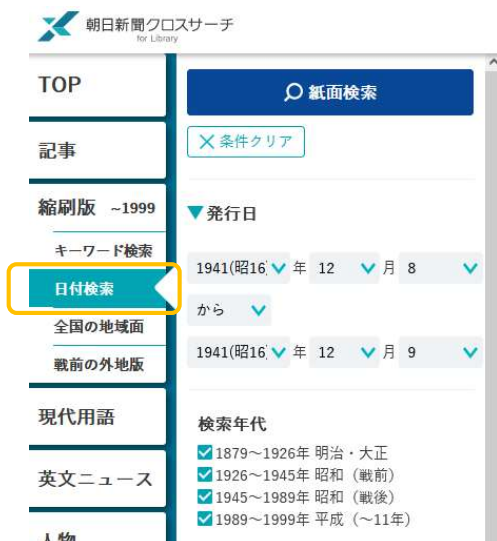 朝日新聞クロスサーチ
for Library
TOP
記事
縮刷版 ~1999
キーワード検索
日付検索
全国の地域面
戦前の外地版
現代用語
英文ニュース
人物
紙面検索
条件クリア
▼発行日
1941(昭16) 年 12 月 8
から
1941(昭16) 年 12 月 9
検索年代
1879～1926年 明治・大正
1926～1945年 昭和（戦前）
1945～1989年 昭和（戦後）
1989～1999年 平成（～11年）